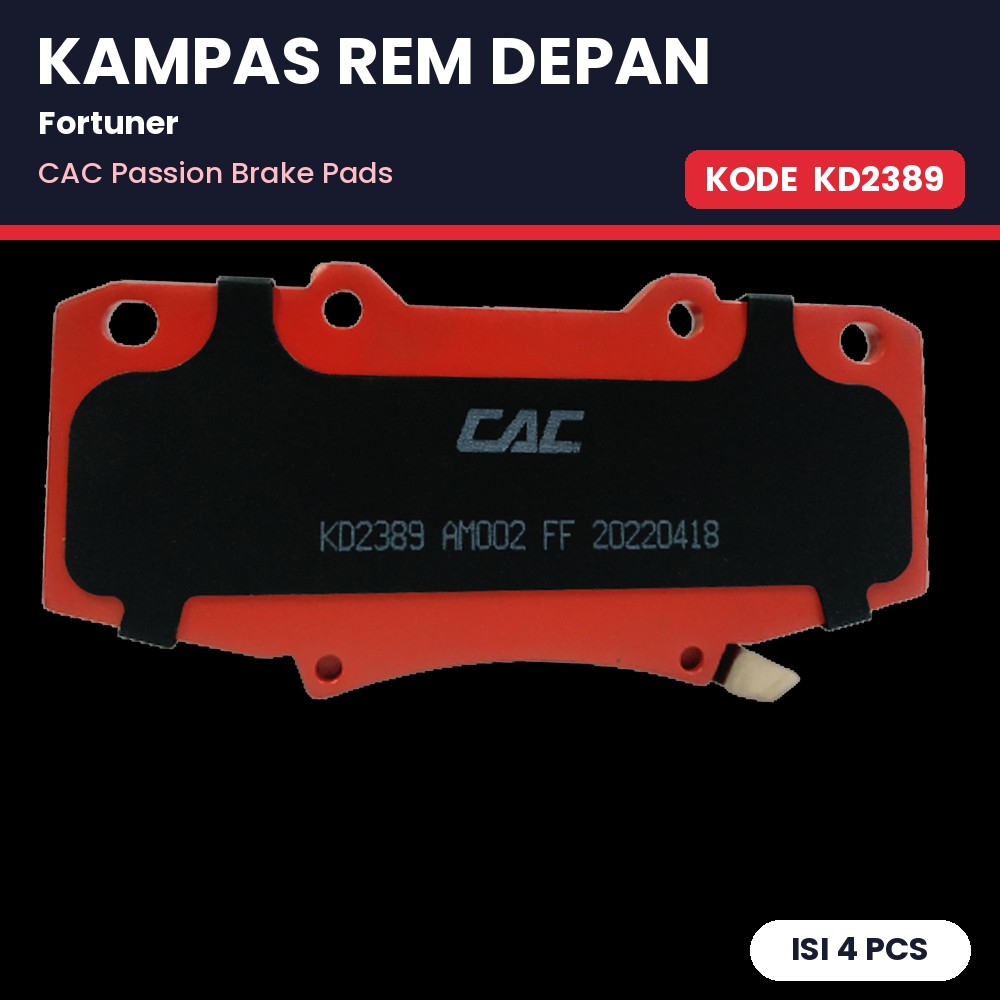 KAMPAS REM DEPAN
Fortuner
CAC Passion Brake Pads
KODE KD2389
CAC
KD2389 AM002 FF 20220418
ISI 4 PCS